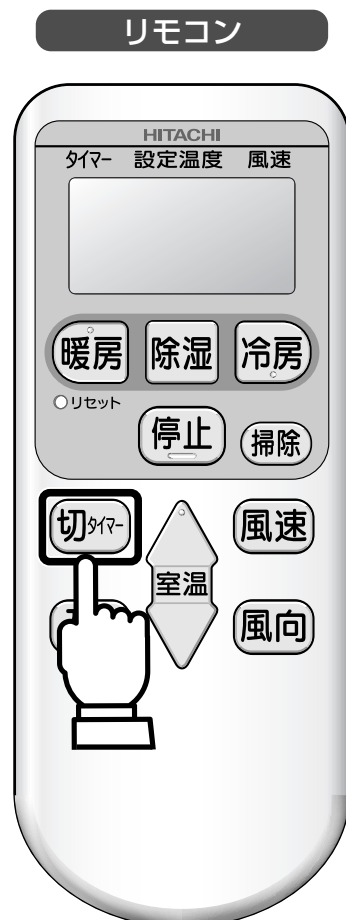 リモコン
HITACHI
タイマー 設定温度 風速
暖房 除湿 冷房
リセット
停止 掃除
切タイマー 風速
室温
風向